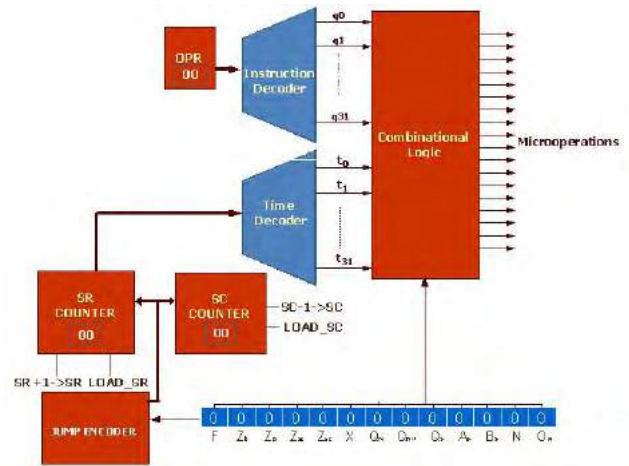 OPR
00
Instruction
Decoder
q0
q1
q31
Combinational
Logic
Microoperations
Time
Decoder
t0
t1
t31
SR
COUNTER
00
SC
COUNTER
00
SC-1->SC
LOAD_SC
SR+1->SR LOAD_SR
JUMP ENCODER
0 0 0 0 0 0 0 0 0 0 0 0 0
F X N